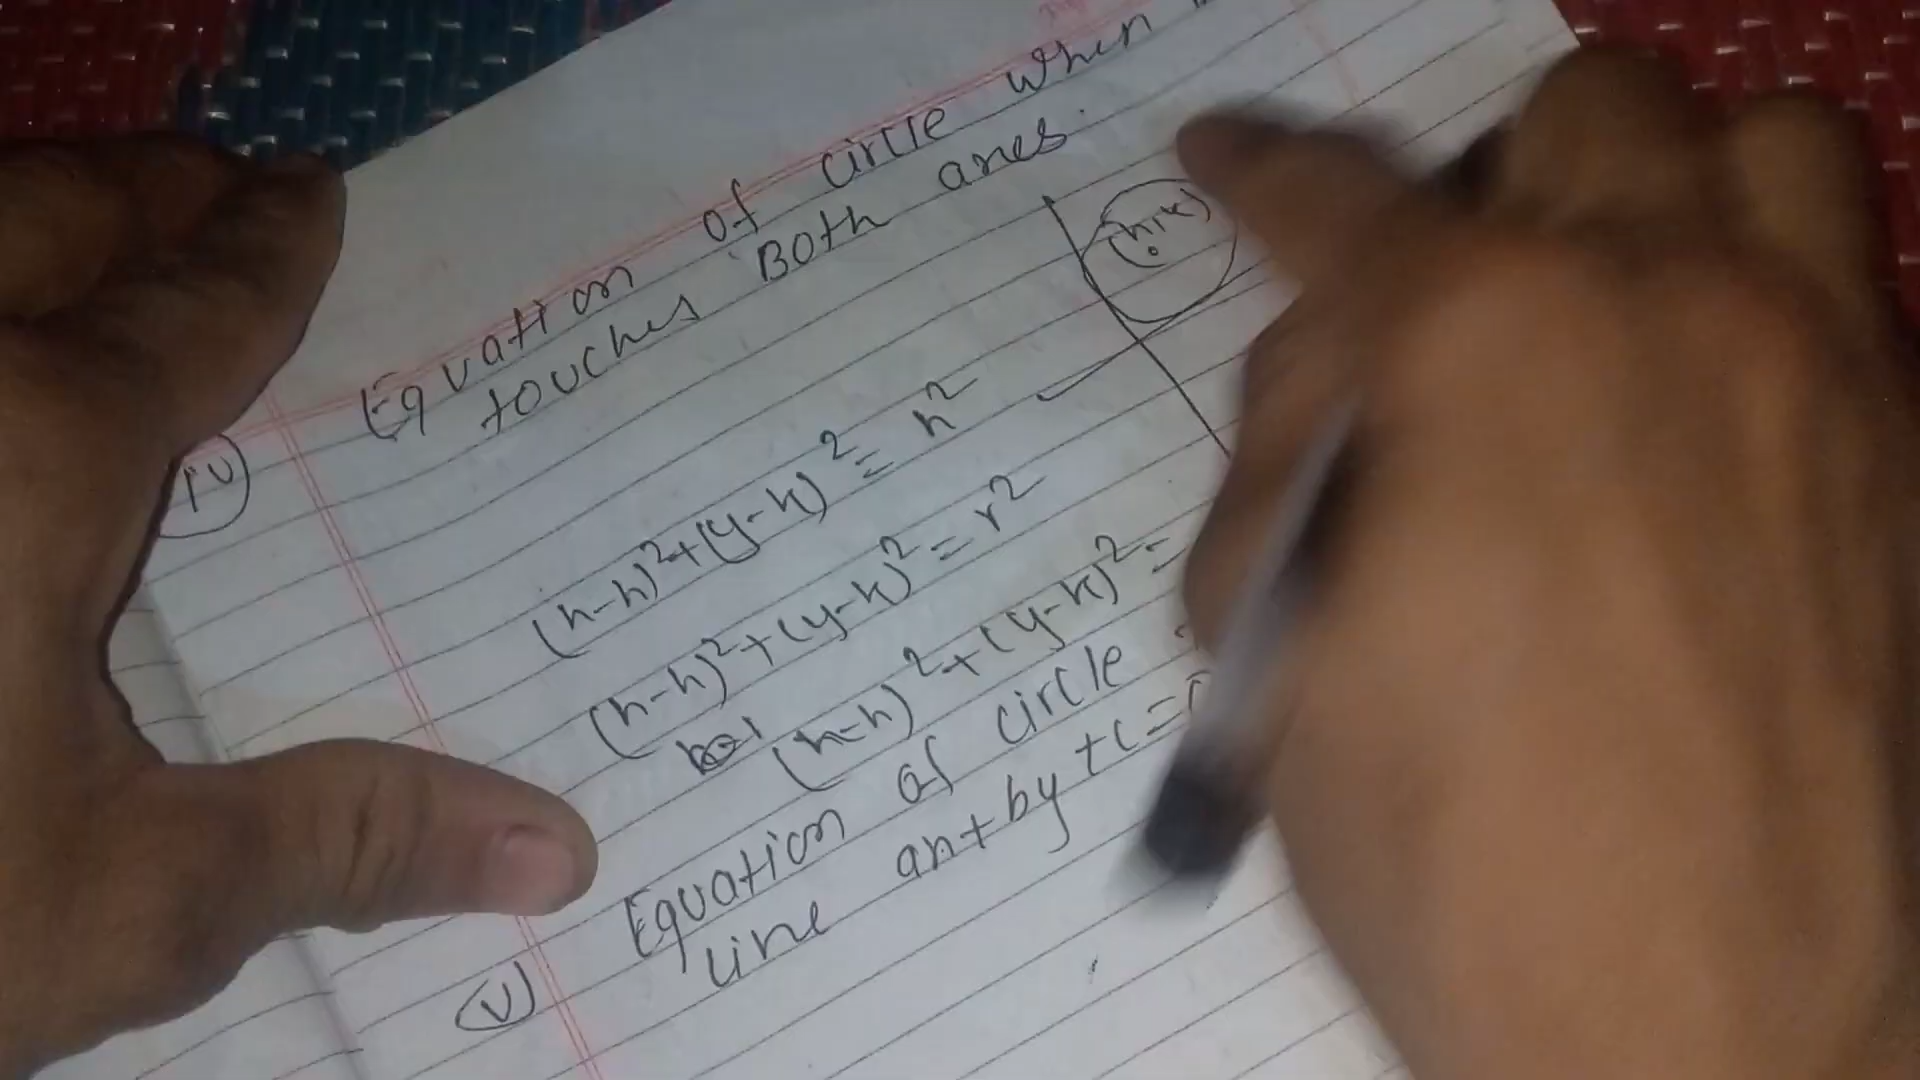 (iv) Equation of circle when
touches Both axes.
(h,k)
(x-h)²+(y-k)²= h²
(x-h)²+(y-k)²= r²
(x-h)²+(y-k)²=
(v) Equation of circle
line ax+by+c=0